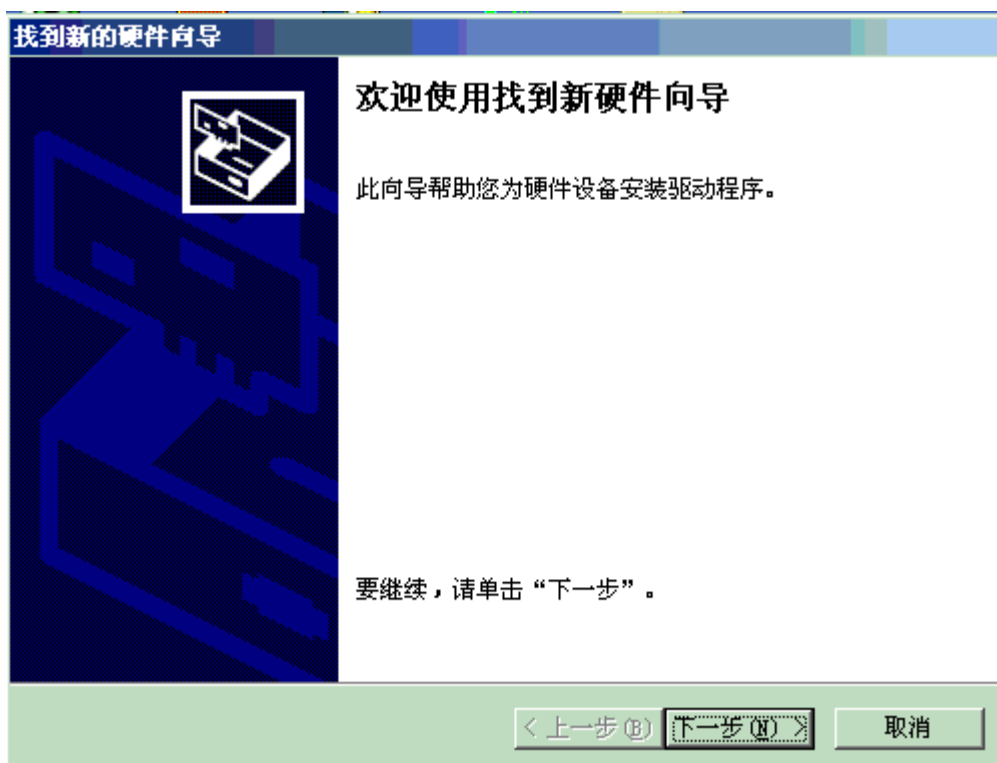 找到新的硬件向导
欢迎使用找到新硬件向导
此向导帮助您为硬件设备安装驱动程序。
要继续，请单击“下一步”。
< 上一步(B)
下一步(N) >
取消